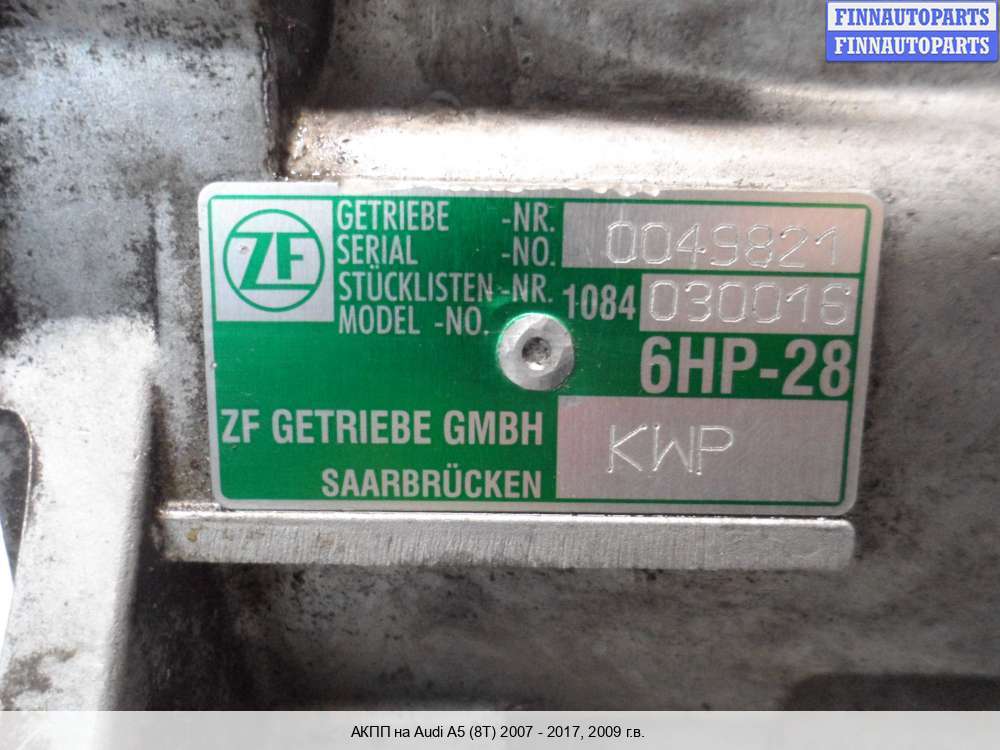 FINNAUTOPARTS
FINNAUTOPARTS
ZF
GETRIEBE -NR.
SERIAL -NO. 0049821
STÜCKLISTEN -NR.
MODEL -NO. 1084 030016
6HP-28
ZF GETRIEBE GMBH
KWP
SAARBRÜCKEN
АКПП на Audi A5 (8T) 2007 - 2017, 2009 г.в.